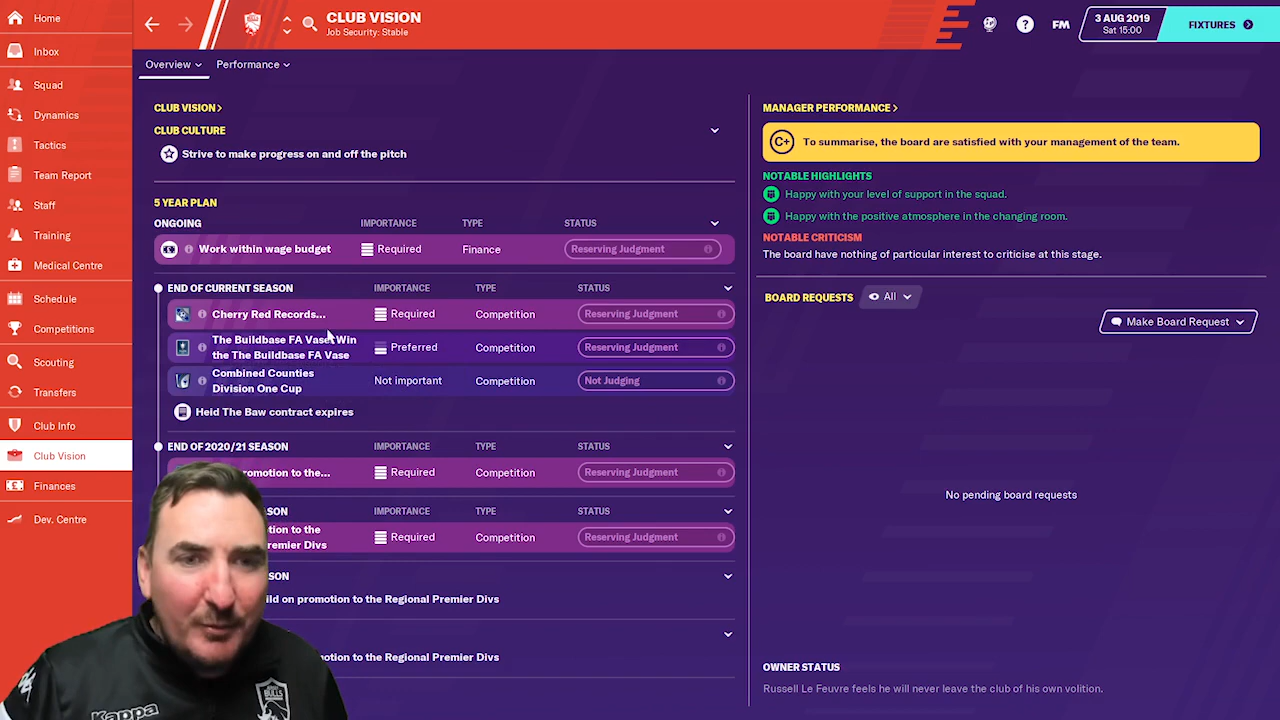 Home
Inbox
Squad
Dynamics
Tactics
Team Report
Staff
Training
Medical Centre
Schedule
Competitions
Scouting
Transfers
Club Info
Club Vision
Finances
Dev. Centre
CLUB VISION
Job Security: Stable
FM
3 AUG 2019
Sat 15:00
FIXTURES
Overview
Performance
CLUB VISION >
CLUB CULTURE
Strive to make progress on and off the pitch
5 YEAR PLAN
ONGOING IMPORTANCE TYPE STATUS
Work within wage budget Required Finance Reserving Judgment
END OF CURRENT SEASON IMPORTANCE TYPE STATUS
Cherry Red Records... Required Competition Reserving Judgment
The Buildbase FA Vase: Win
the The Buildbase FA Vase
Preferred Competition Reserving Judgment
Combined Counties
Division One Cup
Not important Competition Not Judging
Heid The Baw contract expires
END OF 2020/21 SEASON IMPORTANCE TYPE STATUS
romotion to the... Required Competition Reserving Judgment
ASON IMPORTANCE TYPE STATUS
tion to the
remier Divs
Required Competition Reserving Judgment
SON
ild on promotion to the Regional Premier Divs
omotion to the Regional Premier Divs
MANAGER PERFORMANCE >
C+ To summarise, the board are satisfied with your management of the team.
NOTABLE HIGHLIGHTS
Happy with your level of support in the squad.
Happy with the positive atmosphere in the changing room.
NOTABLE CRITICISM
The board have nothing of particular interest to criticise at this stage.
BOARD REQUESTS All
Make Board Request
No pending board requests
OWNER STATUS
Russell Le Feuvre feels he will never leave the club of his own volition.
Kappa